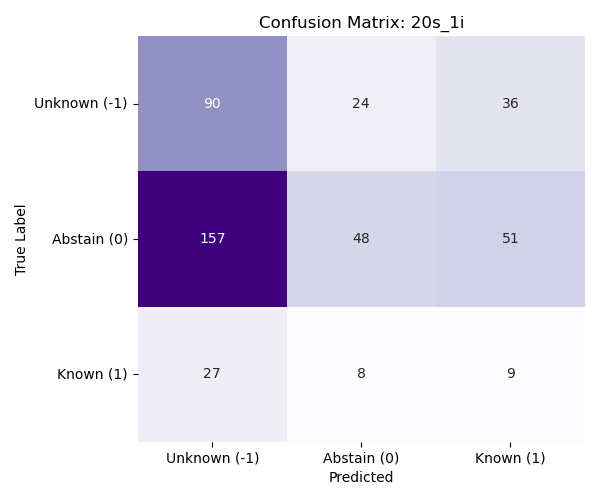 Confusion Matrix: 20s_1i
True Label
Unknown (-1) 90 24 36
Abstain (0) 157 48 51
Known (1) 27 8 9
Unknown (-1) Abstain (0) Known (1)
Predicted